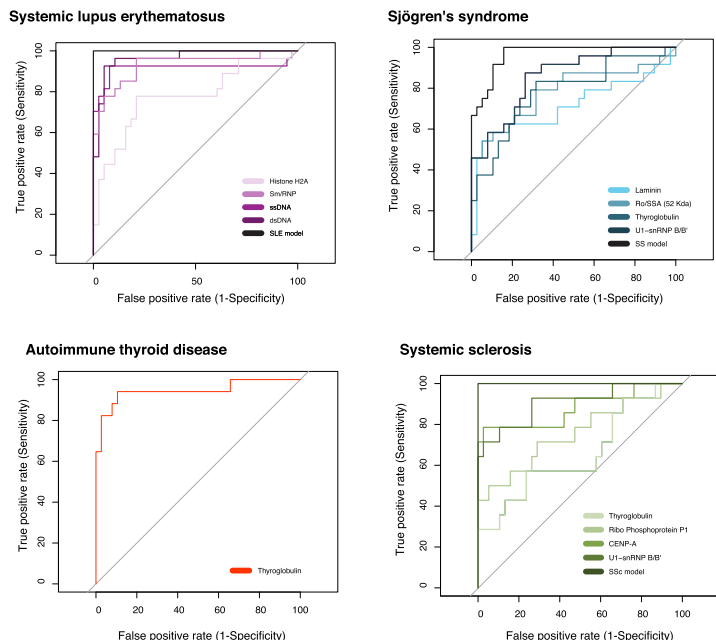 Systemic lupus erythematosus
True positive rate (Sensitivity)
100
80
60
40
20
0
Histone H2A
Sm/RNP
ssDNA
dsDNA
SLE model
0 50 100
False positive rate (1-Specificity)
Sjögren's syndrome
True positive rate (Sensitivity)
100
80
60
40
20
0
Laminin
Ro/SSA (52 Kda)
Thyroglobulin
U1-snRNP B/B'
SS model
0 20 40 60 80 100
False positive rate (1-Specificity)
Autoimmune thyroid disease
True positive rate (Sensitivity)
100
80
60
40
20
0
Thyroglobulin
0 20 40 60 80 100
False positive rate (1-Specificity)
Systemic sclerosis
True positive rate (Sensitivity)
100
80
60
40
20
0
Thyroglobulin
Ribo Phosphoprotein P1
CENP-A
U1-snRNP B/B'
SSc model
0 20 40 60 80 100
False positive rate (1-Specificity)